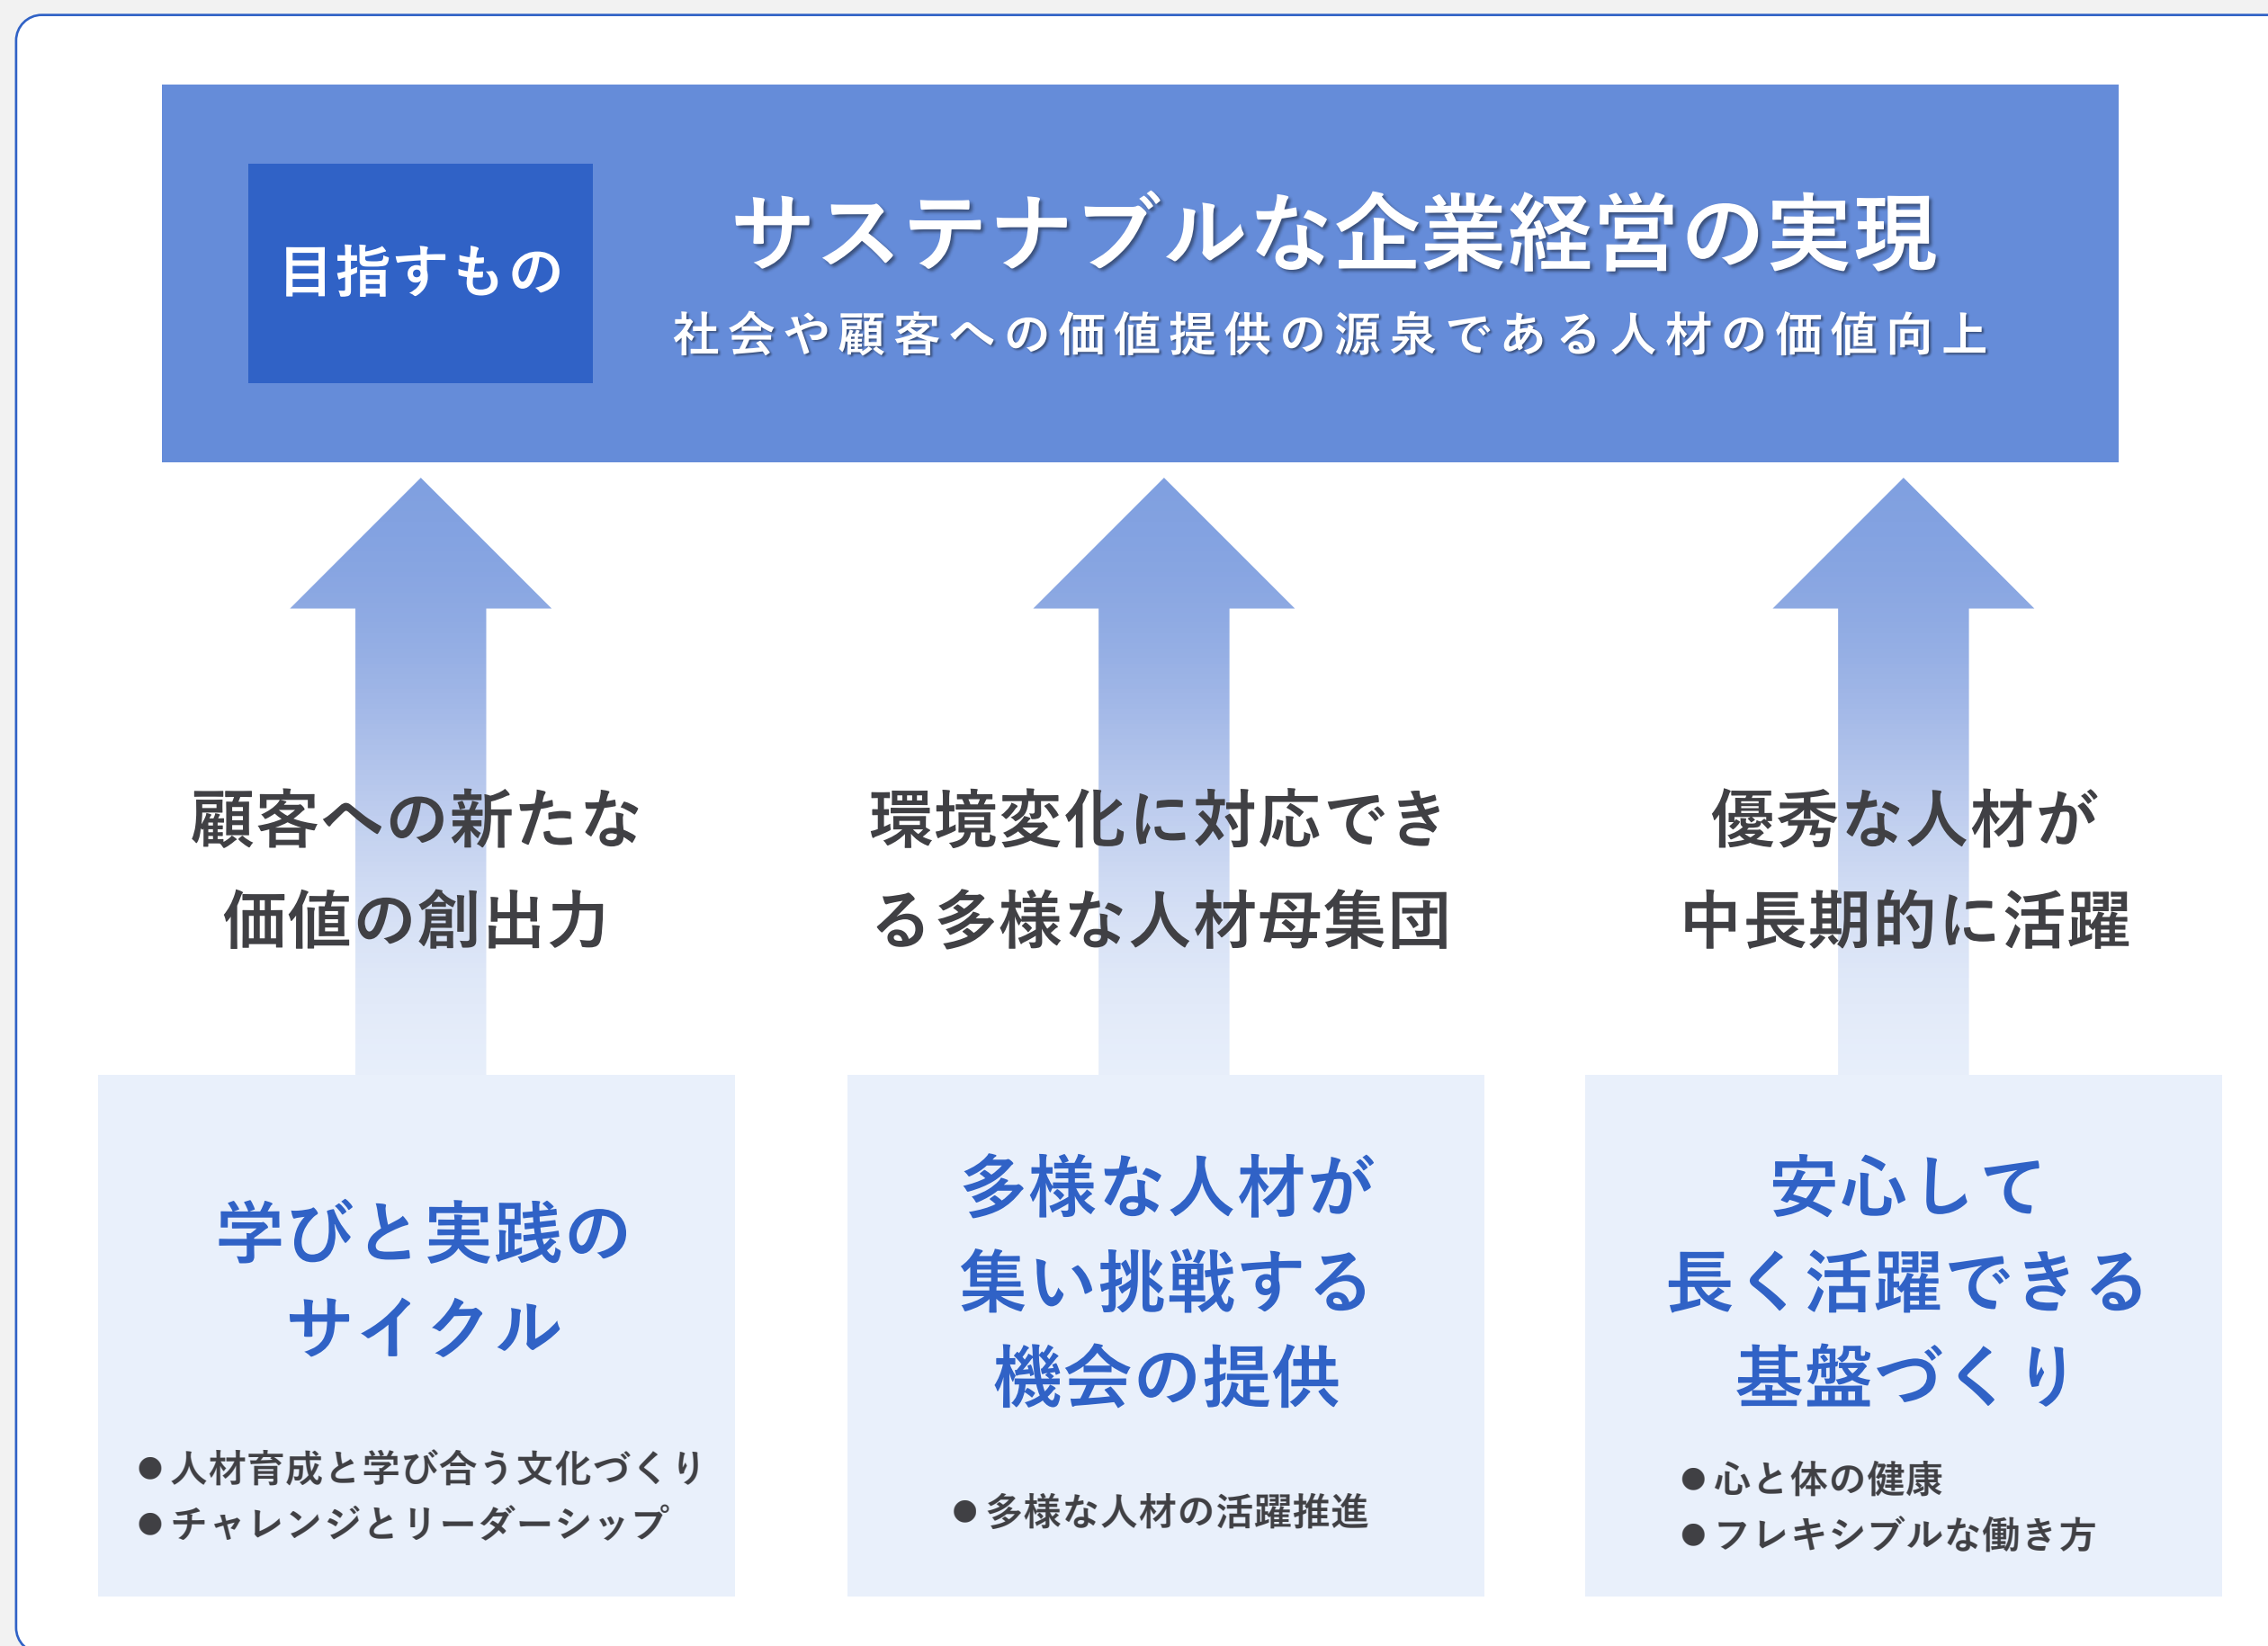 目指すもの
サステナブルな企業経営の実現
社会や顧客への価値提供の源泉である人材の価値向上
顧客への新たな
価値の創出力
環境変化に対応でき
る多様な人材母集団
優秀な人材が
中長期的に活躍
学びと実践の
サイクル
● 人材育成と学び合う文化づくり
● チャレンジとリーダーシップ
多様な人材が
集い挑戦する
機会の提供
● 多様な人材の活躍推進
安心して
長く活躍できる
基盤づくり
● 心と体の健康
● フレキシブルな働き方